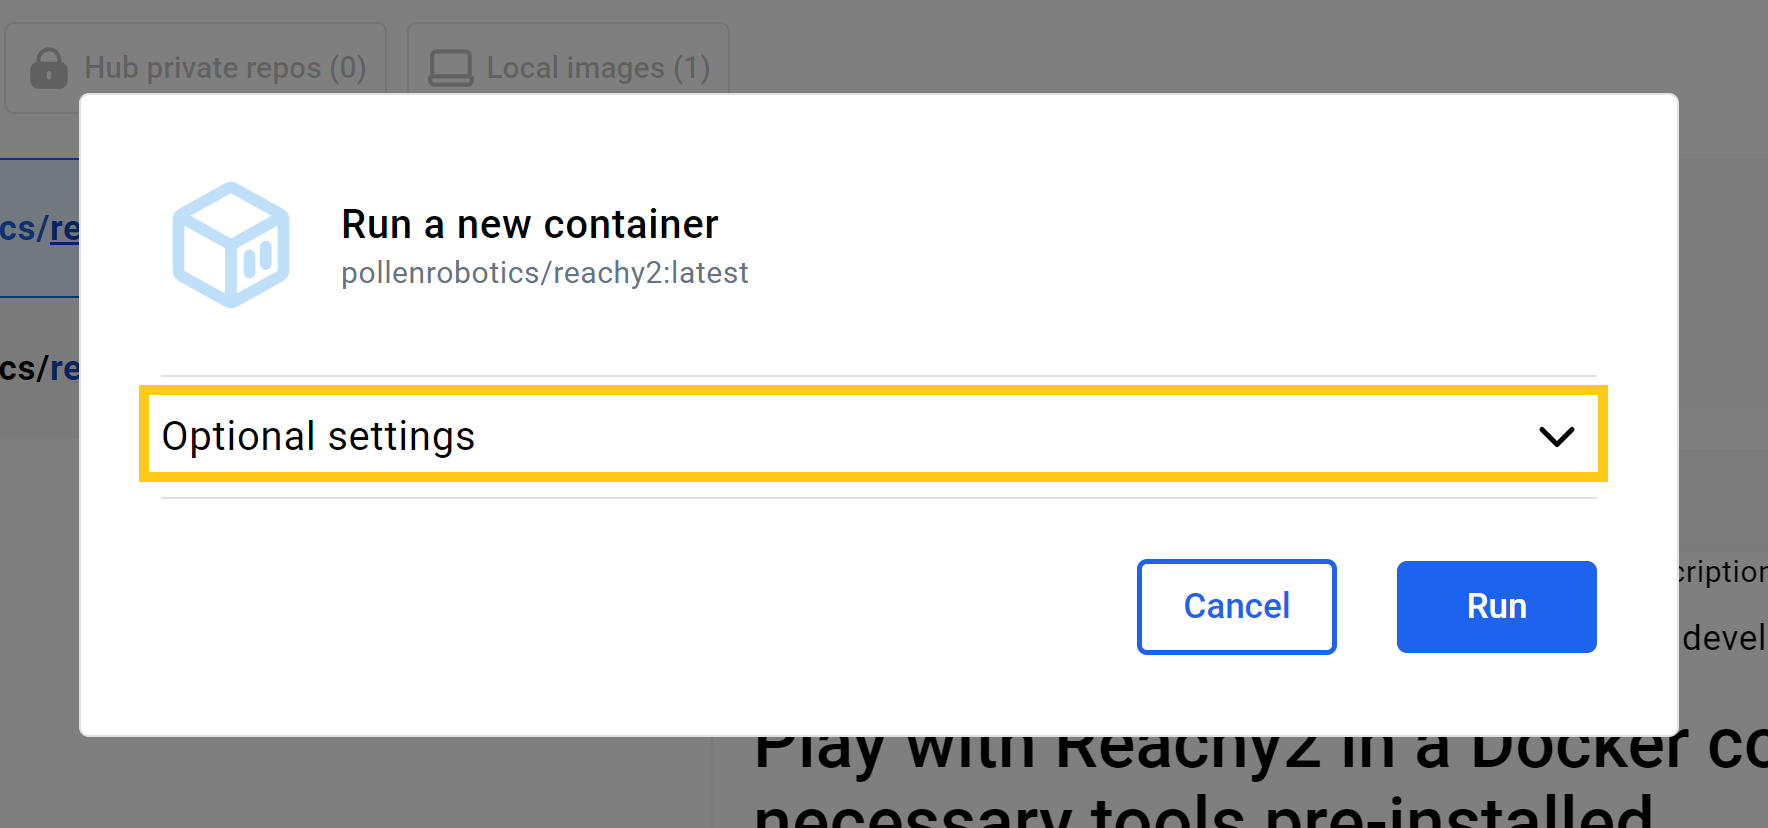 Hub private repos (0)
Local images (1)
cs/re
Run a new container
pollenrobotics/reachy2:latest
cs/re
Optional settings
cription
Cancel
Run
devel
Play with Reachy2 in a Docker co
necessary tools pre-installed